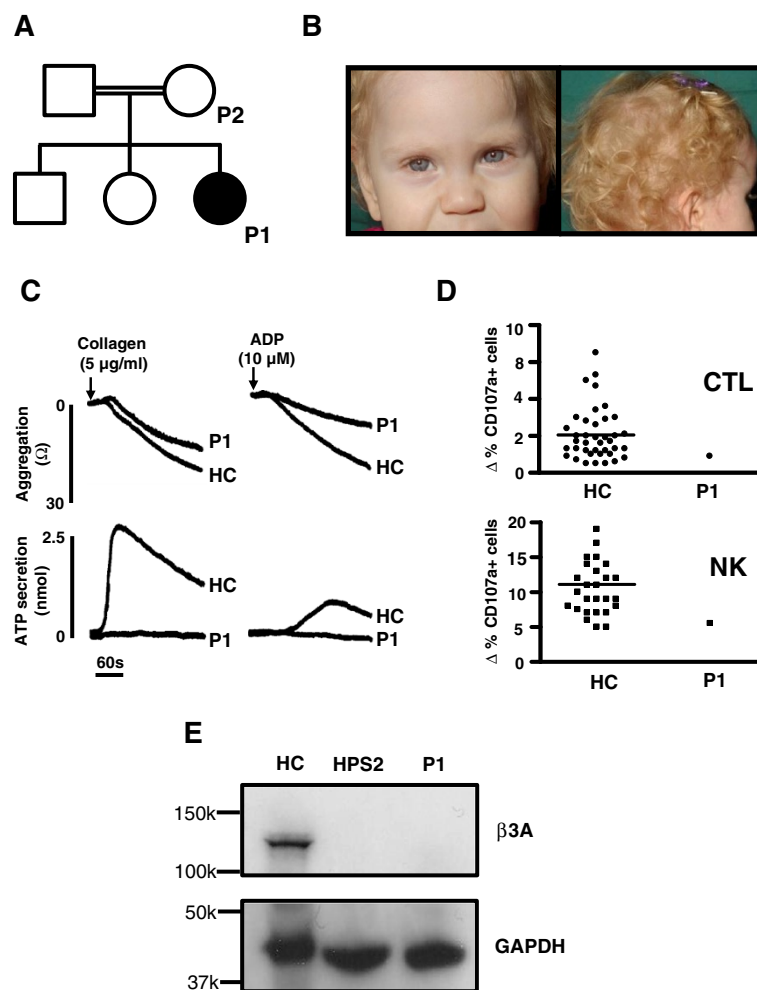 A
B
P2
P1
C
D
Collagen
(5 µg/ml)
ADP
(10 µM)
0
30
Aggregation
(Ω)
P1
HC
P1
HC
2.5
0
ATP secretion
(nmol)
HC
P1
HC
P1
60s
10
8
6
4
2
0
Δ % CD107a+ cells
CTL
HC
P1
20
15
10
5
0
Δ % CD107a+ cells
NK
HC
P1
E
HC HPS2 P1
150k
100k
β3A
50k
37k
GAPDH